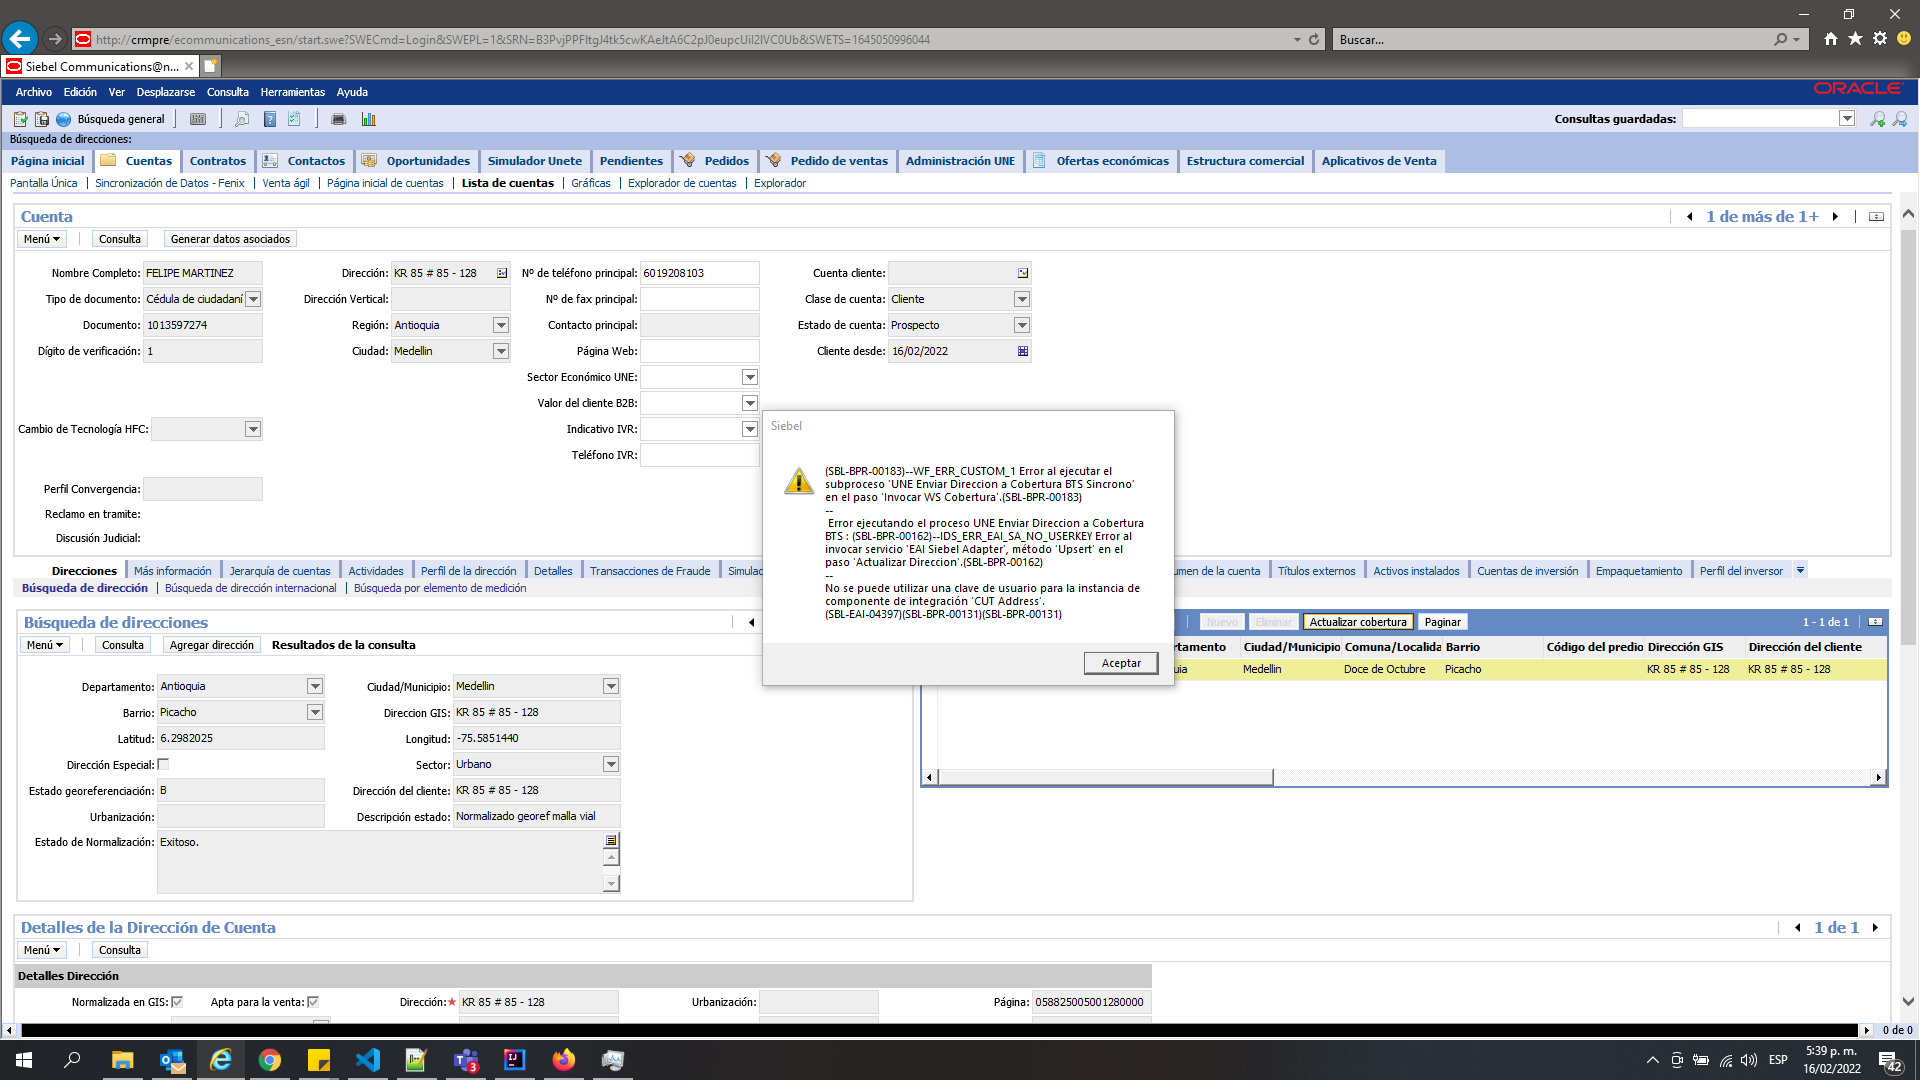 http://crmpre/ecommunications_esn/start.swe?SWECmd=Login&SWEPL=1&SRN=B3PvjPPFItgJ4tk5cwKAeJtA6C2pJ0eupcUiI2IVC0Ub&SWETS=1645050996044
Buscar...
Siebel Communications@n...
Archivo Edición Ver Desplazarse Consulta Herramientas Ayuda
ORACLE
Búsqueda general
Consultas guardadas:
Búsqueda de direcciones:
Página inicial Cuentas Contratos Contactos Oportunidades Simulador Unete Pendientes Pedidos Pedido de ventas Administración UNE Ofertas económicas Estructura comercial Aplicativos de Venta
Pantalla Única Sincronización de Datos - Fenix Venta ágil Página inicial de cuentas Lista de cuentas Gráficas Explorador de cuentas Explorador
Cuenta
1 de más de 1+
Menú Consulta Generar datos asociados
Nombre Completo: FELIPE MARTINEZ Dirección: KR 85 # 85 - 128 Nº de teléfono principal: 6019208103 Cuenta cliente:
Tipo de documento: Cédula de ciudadaní Dirección Vertical: Nº de fax principal: Clase de cuenta: Cliente
Documento: 1013597274 Región: Antioquia Contacto principal: Estado de cuenta: Prospecto
Dígito de verificación: 1 Ciudad: Medellin Página Web: Cliente desde: 16/02/2022
Sector Económico UNE:
Valor del cliente B2B:
Cambio de Tecnología HFC: Indicativo IVR:
Teléfono IVR:
Perfil Convergencia:
Reclamo en tramite:
Discusión Judicial:
Siebel
(SBL-BPR-00183)--WF_ERR_CUSTOM_1 Error al ejecutar el
subproceso 'UNE Enviar Direccion a Cobertura BTS Sincrono'
en el paso 'Invocar WS Cobertura'.(SBL-BPR-00183)
--
Error ejecutando el proceso UNE Enviar Direccion a Cobertura
BTS : (SBL-BPR-00162)--IDS_ERR_EAI_SA_NO_USERKEY Error al
invocar servicio 'EAI Siebel Adapter', método 'Upsert' en el
paso 'Actualizar Direccion'.(SBL-BPR-00162)
--
No se puede utilizar una clave de usuario para la instancia de
componente de integración 'CUT Address'.
(SBL-EAI-04397)(SBL-BPR-00131)(SBL-BPR-00131)
Aceptar
Direcciones Más información Jerarquía de cuentas Actividades Perfil de la dirección Detalles Transacciones de Fraude Simulad umen de la cuenta Títulos externos Activos instalados Cuentas de inversión Empaquetamiento Perfil del inversor
Búsqueda de dirección Búsqueda de dirección internacional Búsqueda por elemento de medición
Búsqueda de direcciones
Nuevo Eliminar Actualizar cobertura Paginar 1 - 1 de 1
Menú Consulta Agregar dirección Resultados de la consulta
rtamento Ciudad/Municipio Comuna/Localida Barrio Código del predio Dirección GIS Dirección del cliente
uia Medellin Doce de Octubre Picacho KR 85 # 85 - 128 KR 85 # 85 - 128
Departamento: Antioquia Ciudad/Municipio: Medellin
Barrio: Picacho Direccion GIS: KR 85 # 85 - 128
Latitud: 6.2982025 Longitud: -75.5851440
Dirección Especial: Sector: Urbano
Estado georeferenciación: B Dirección del cliente: KR 85 # 85 - 128
Urbanización: Descripción estado: Normalizado georef malla vial
Estado de Normalización: Exitoso.
Detalles de la Dirección de Cuenta
1 de 1
Menú Consulta
Detalles Dirección
Normalizada en GIS: Apta para la venta: Dirección:* KR 85 # 85 - 128 Urbanización: Página: 058825005001280000
0 de 0
3
ESP
5:39 p. m.
16/02/2022
42